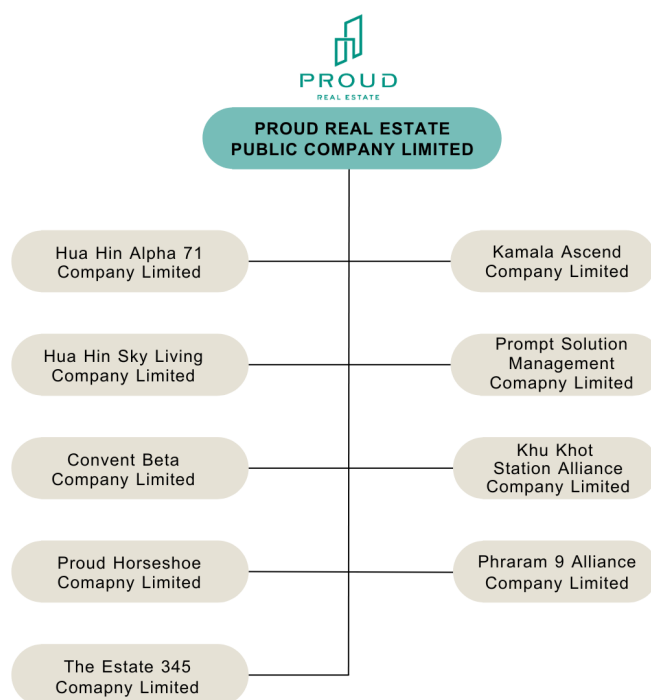 PROUD
REAL ESTATE
PROUD REAL ESTATE
PUBLIC COMPANY LIMITED
Hua Hin Alpha 71
Company Limited
Kamala Ascend
Company Limited
Hua Hin Sky Living
Company Limited
Prompt Solution
Management
Comapny Limited
Convent Beta
Company Limited
Khu Khot
Station Alliance
Company Limited
Proud Horseshoe
Comapny Limited
Phraram 9 Alliance
Company Limited
The Estate 345
Comapny Limited